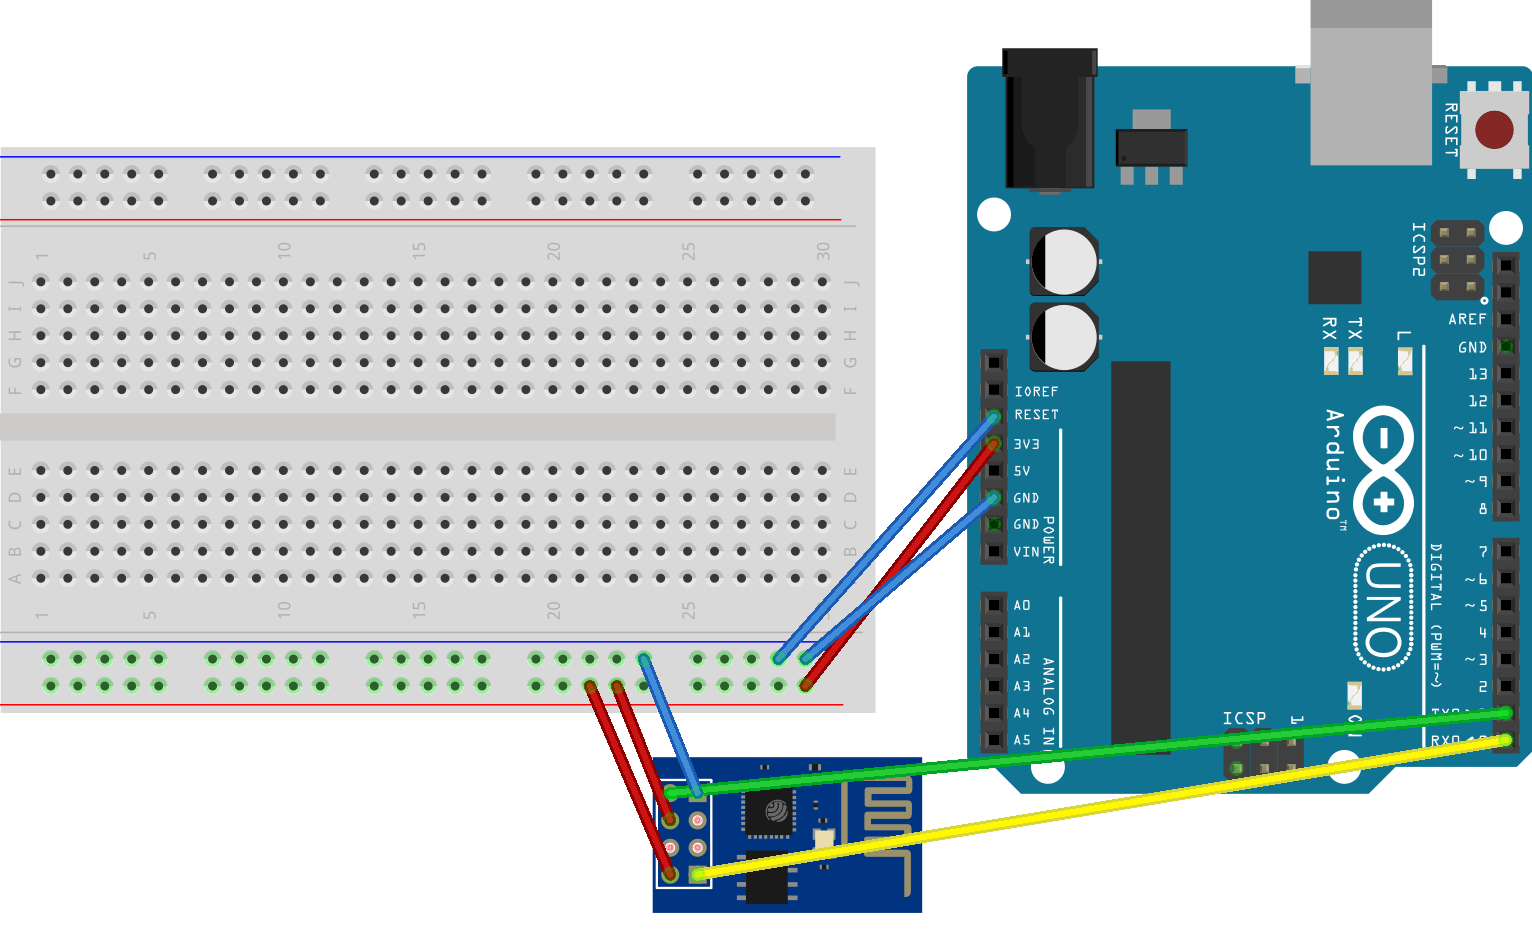 1 5 10 15 20 25 30
J J
I I
H H
G G
F F
E E
D D
C C
B B
A A
1 5 10 15 20 25
RESET
ICSP2
AREF
GND
13
12
~11
~10
~9
8
7
~6
~5
4
~3
2
RX
TX
L
IOREF
RESET
3V3
5V
GND
GND
VIN
POWER
A0
A1
A2
A3
A4
A5
ANALOG IN
Arduino™
UNO
DIGITAL (PWM=~)
ICSP
1